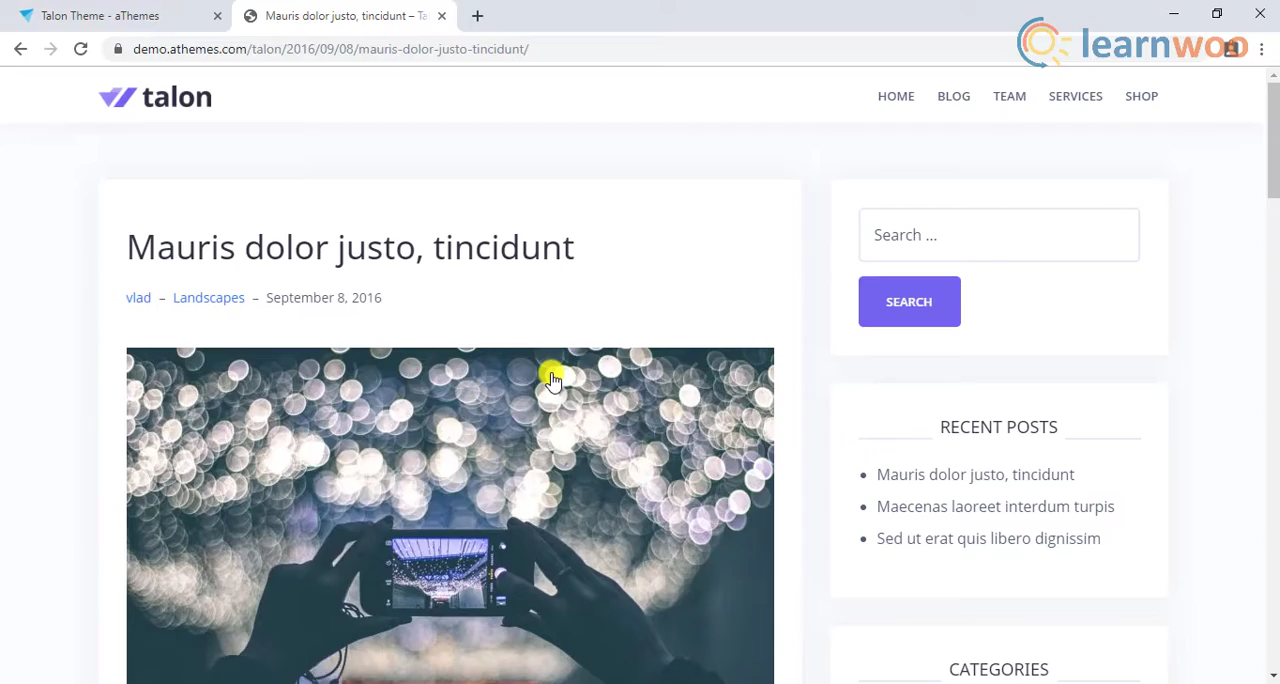 Talon Theme - aThemes
Mauris dolor justo, tincidunt – Ta
demo.athemes.com/talon/2016/09/08/mauris-dolor-justo-tincidunt/
learnwoo
talon
HOME BLOG TEAM SERVICES SHOP
Mauris dolor justo, tincidunt
vlad – Landscapes – September 8, 2016
Search ...
SEARCH
RECENT POSTS
Mauris dolor justo, tincidunt
Maecenas laoreet interdum turpis
Sed ut erat quis libero dignissim
CATEGORIES